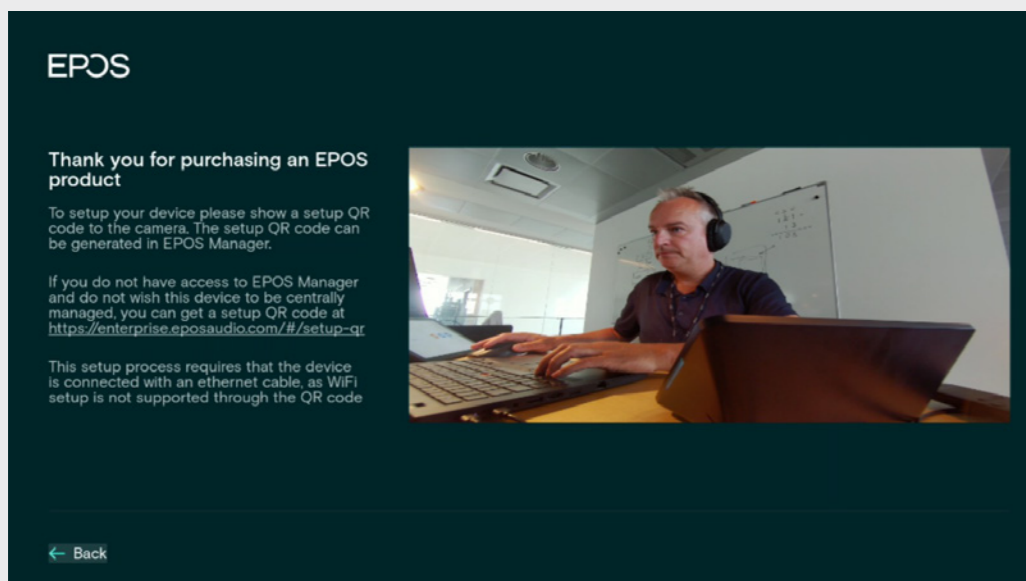 EPOS
Thank you for purchasing an EPOS
product
To setup your device please show a setup QR
code to the camera. The setup QR code can
be generated in EPOS Manager.
If you do not have access to EPOS Manager
and do not wish this device to be centrally
managed, you can get a setup QR code at
https://enterprise.eposaudio.com/#/setup-qr
This setup process requires that the device
is connected with an ethernet cable, as WiFi
setup is not supported through the QR code
← Back